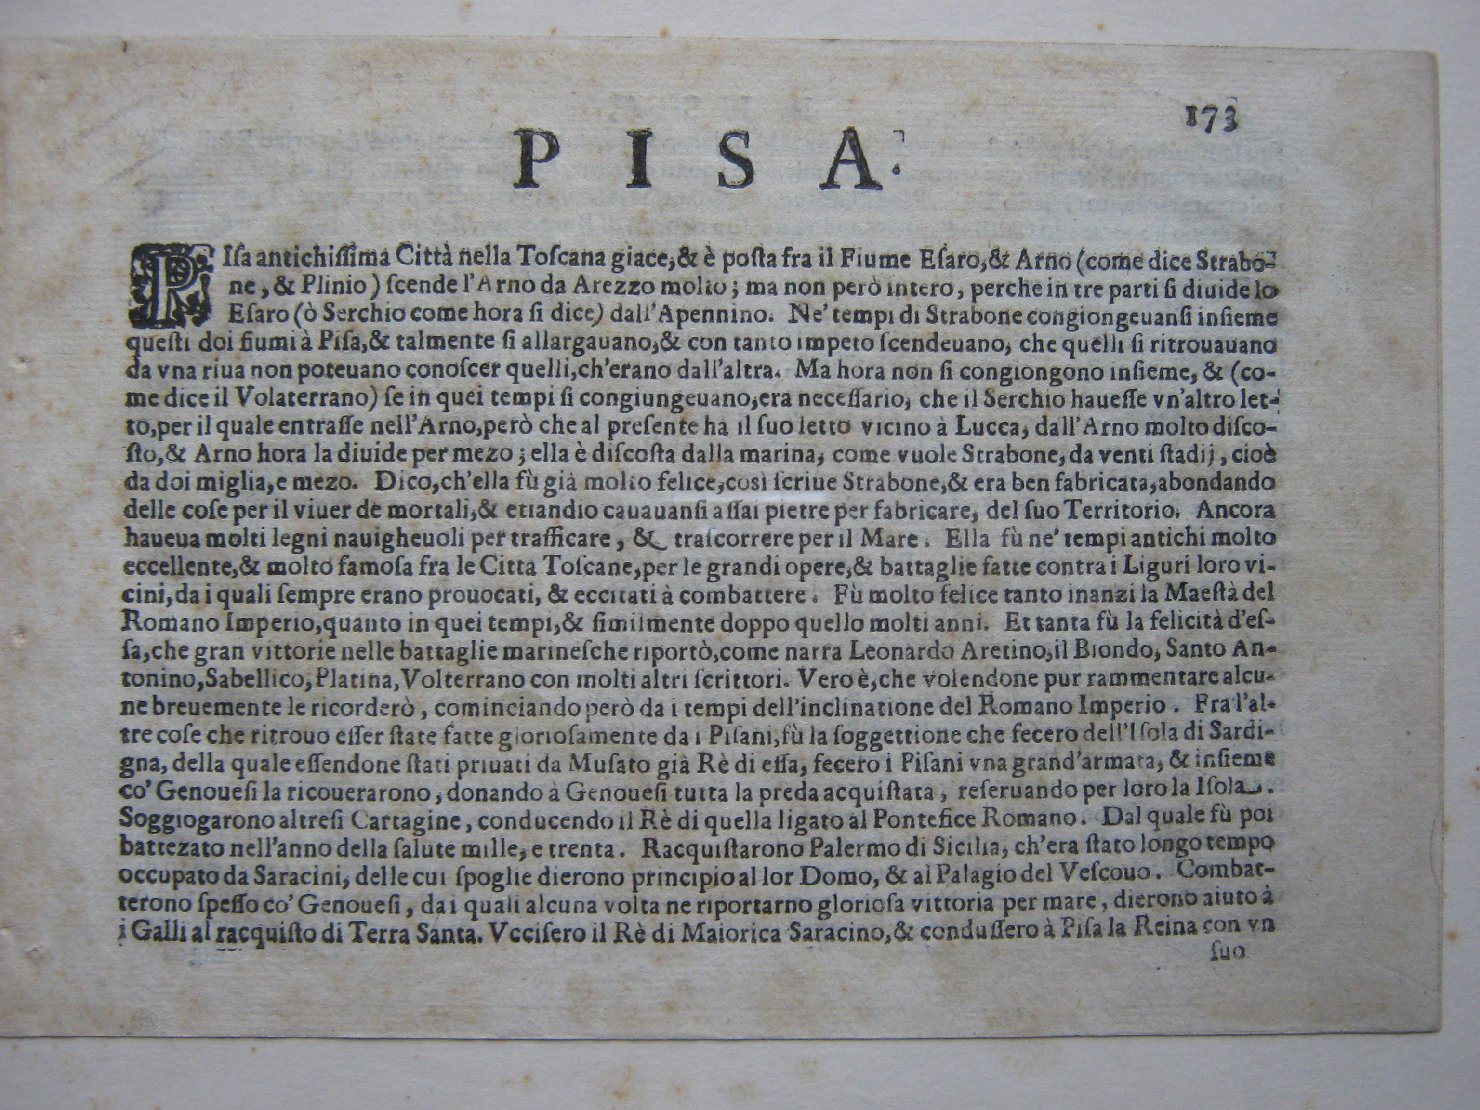 173
PISA.
PIſa antichiſſima Città nella Toſcana giace,& è poſta fra il Fiume Eſaro,& Arno (come dice Strabo-
ne, & Plinio) ſcende l'Arno da Arezzo molto; ma non però intero, perche in tre parti ſi diuide lo
Eſaro (ò Serchio come hora ſi dice) dall'Apennino. Ne' tempi di Strabone congiongeuanſi inſieme
queſti doi fiumi à Piſa,& talmente ſi allargauano,& con tanto impeto ſcendeuano, che quelli ſi ritrouauano
da vna riua non poteuano conoſcer quelli,ch'erano dall'altra. Ma hora non ſi congiongono inſieme, & (co-
me dice il Volaterrano) ſe in quei tempi ſi congiungeuano,era neceſſario, che il Serchio haueſſe vn'altro let-
to,per il quale entraſſe nell'Arno,però che al preſente ha il ſuo letto vicino à Lucca, dall'Arno molto diſco-
ſto,& Arno hora la diuide per mezo; ella è diſcoſta dalla marina, come vuole Strabone, da venti ſtadij, cioè
da doi miglia,e mezo. Dico,ch'ella fù già molto felice,così ſcriue Strabone,& era ben fabricata,abondando
delle coſe per il viuer de mortali,& etiandio cauauanſi aſſai pietre per fabricare, del ſuo Territorio. Ancora
haueua molti legni nauigheuoli per trafficare, & traſcorrere per il Mare. Ella fù ne' tempi antichi molto
eccellente,& molto famoſa fra le Città Toſcane,per le grandi opere,& battaglie fatte contra i Liguri loro vi-
cini,da i quali ſempre erano prouocati, & eccitati à combattere. Fù molto felice tanto inanzi la Maeſtà del
Romano Imperio,quanto in quei tempi,& ſimilmente doppo quello molti anni. Et tanta fù la felicità d'eſ-
ſa,che gran vittorie nelle battaglie marineſche riportò,come narra Leonardo Aretino,il Biondo, Santo An-
tonino,Sabellico,Platina,Volterrano con molti altri ſcrittori. Vero è,che volendone pur rammentare alcu-
ne breuemente le ricorderò, cominciando però da i tempi dell'inclinatione del Romano Imperio. Fra l'al-
tre coſe che ritrouo eſſer ſtate fatte glorioſamente da i Piſani,fù la ſoggettione che fecero dell'Iſola di Sardi-
gna, della quale eſſendone ſtati priuati da Muſato già Rè di eſſa, fecero i Piſani vna grand'armata, & inſieme
co' Genoueſi la ricouerarono, donando à Genoueſi tutta la preda acquiſtata, reſeruando per loro la Iſola.
Soggiogarono altreſi Cartagine, conducendo il Rè di quella ligato al Pontefice Romano. Dal quale fù poi
battezato nell'anno della ſalute mille, e trenta. Racquiſtarono Palermo di Sicilia, ch'era ſtato longo tempo
occupato da Saracini, delle cui ſpoglie dierono principio al lor Domo, & al Palagio del Veſcouo. Combat-
terono ſpeſſo co' Genoueſi, da i quali alcuna volta ne riportarno glorioſa vittoria per mare, dierono aiuto à
i Galli al racquiſto di Terra Santa. Vcciſero il Rè di Maiorica Saracino,& conduſſero à Piſa la Reina con vn
ſuo